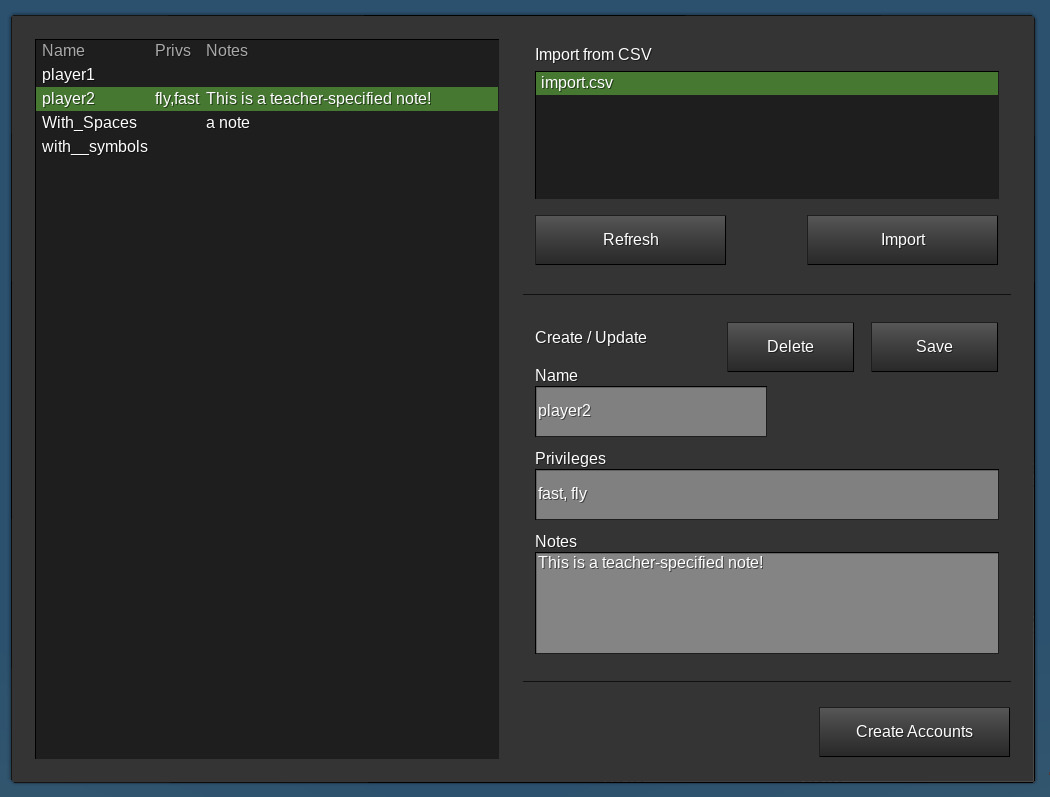 Name Privs Notes
player1
player2 fly,fast This is a teacher-specified note!
With_Spaces a note
with__symbols
Import from CSV
import.csv
Refresh Import
Create / Update Delete Save
Name
player2
Privileges
fast, fly
Notes
This is a teacher-specified note!
Create Accounts